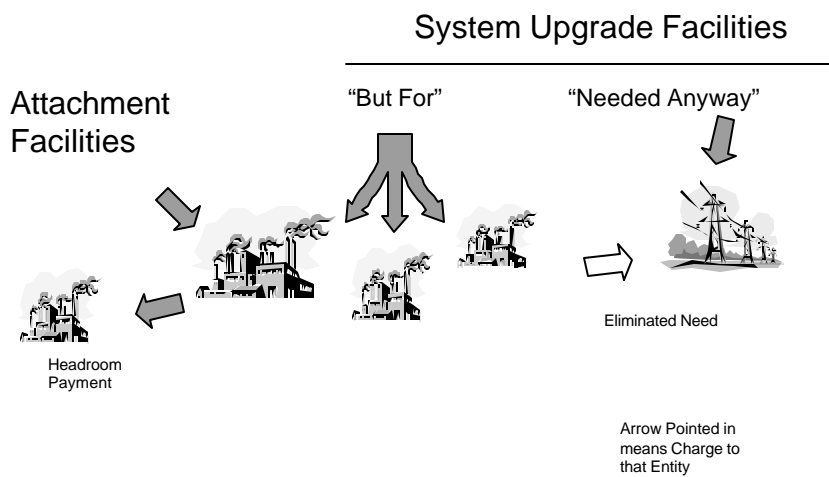 System Upgrade Facilities
Attachment
Facilities
“But For”
“Needed Anyway”
Eliminated Need
Headroom
Payment
Arrow Pointed in
means Charge to
that Entity